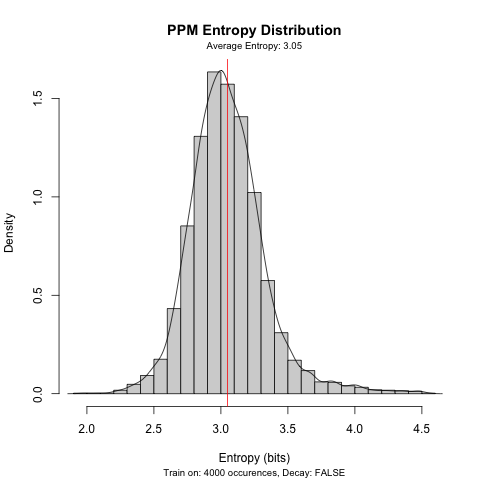 PPM Entropy Distribution
Average Entropy: 3.05
Density
1.5
1.0
0.5
0.0
2.0 2.5 3.0 3.5 4.0 4.5
Entropy (bits)
Train on: 4000 occurences, Decay: FALSE